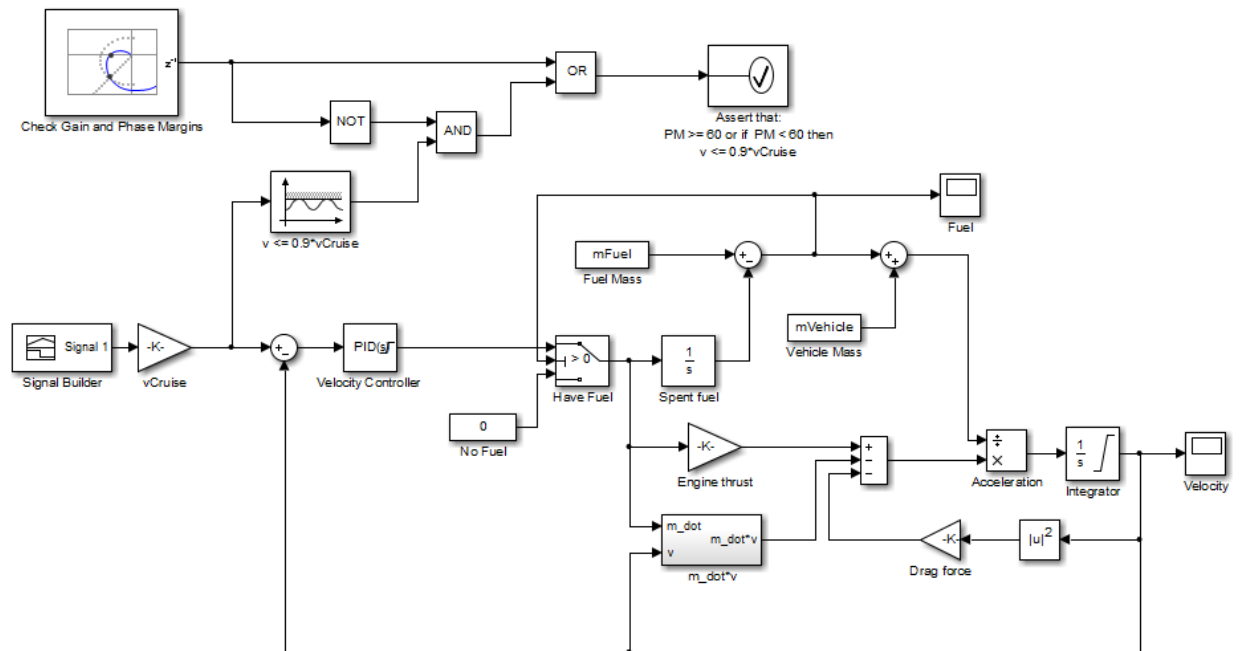 OR
Check Gain and Phase Margins
NOT
AND
Assert that:
PM >= 60 or if PM < 60 then
v <= 0.9*vCruise
v <= 0.9*vCruise
Fuel
mFuel
Fuel Mass
+
−
+
+
mVehicle
Vehicle Mass
Signal 1
Signal Builder
-K-
vCruise
+
−
PID(s)
Velocity Controller
> 0
Have Fuel
1
s
Spent fuel
0
No Fuel
-K-
Engine thrust
+
−
−
÷
×
Acceleration
1
s
Integrator
Velocity
m_dot
v
m_dot*v
m_dot*v
-K-
Drag force
|u|²